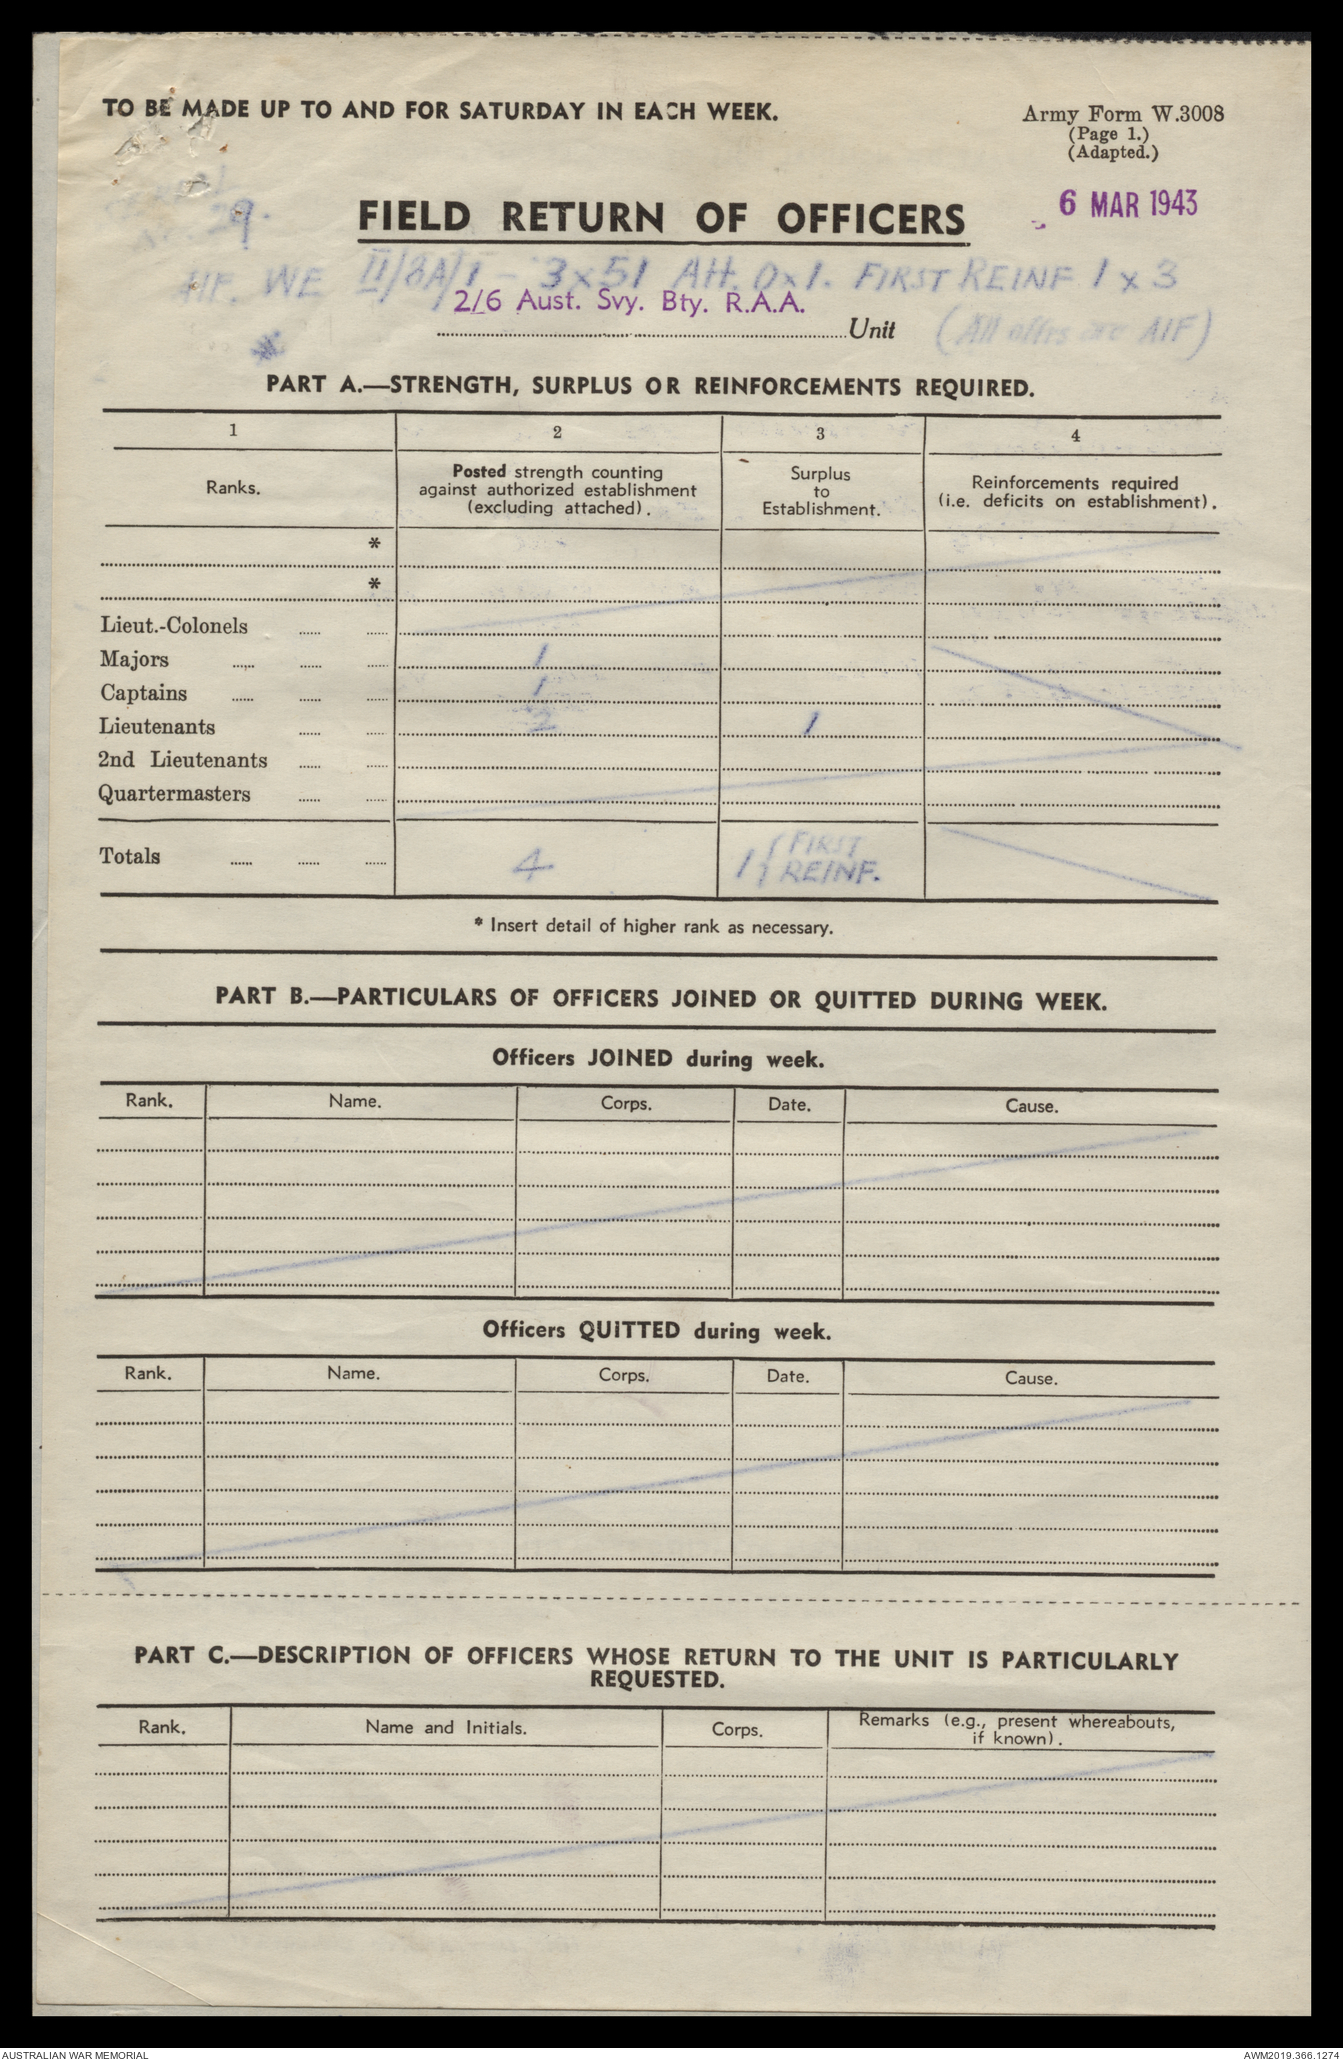 TO BE MADE UP TO AND FOR SATURDAY IN EACH WEEK.
Army Form W.3008
(Page 1.)
(Adapted.)
29.
6 MAR 1943
FIELD RETURN OF OFFICERS
WE II/8A/1 - 3x51 Att. 0x1. FIRST REINF. 1 x 3
2/6 Aust. Svy. Bty. R.A.A.
Unit
(All offrs are AIF)
PART A.—STRENGTH, SURPLUS OR REINFORCEMENTS REQUIRED.
1 2 3 4
Ranks.
Posted strength counting
against authorized establishment
(excluding attached).
Surplus
to
Establishment.
Reinforcements required
(i.e. deficits on establishment).
*
*
Lieut.-Colonels
Majors 1
Captains 1
Lieutenants 2 1
2nd Lieutenants
Quartermasters
Totals 4 1 { FIRST
REINF.
* Insert detail of higher rank as necessary.
PART B.—PARTICULARS OF OFFICERS JOINED OR QUITTED DURING WEEK.
Officers JOINED during week.
Rank. Name. Corps. Date. Cause.
Officers QUITTED during week.
Rank. Name. Corps. Date. Cause.
PART C.—DESCRIPTION OF OFFICERS WHOSE RETURN TO THE UNIT IS PARTICULARLY
REQUESTED.
Rank. Name and Initials. Corps. Remarks (e.g., present whereabouts,
if known).
AUSTRALIAN WAR MEMORIAL
AWM2019.366.1274